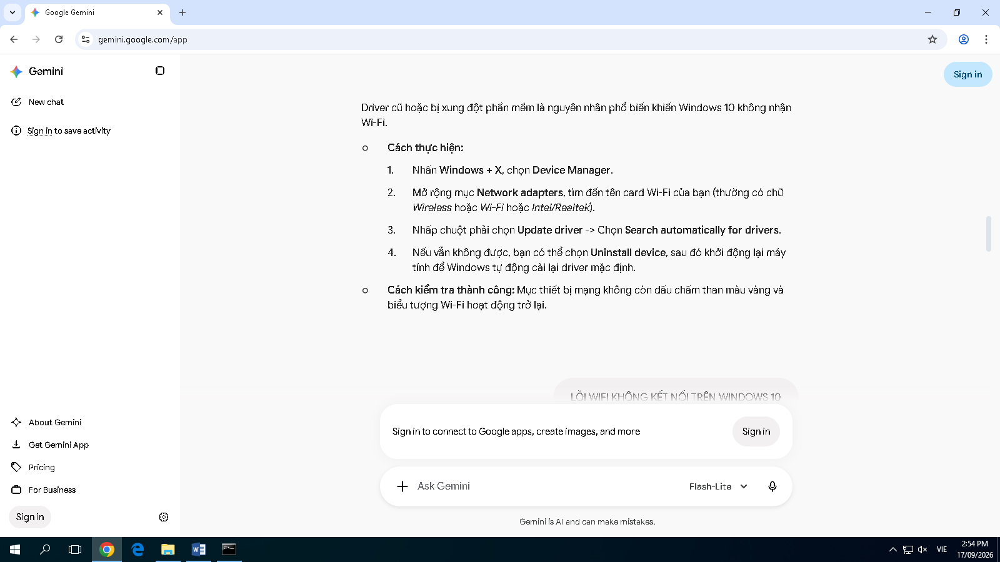 Google Gemini
gemini.google.com/app
Gemini
Sign in
New chat
Sign in to save activity
Driver cũ hoặc bị xung đột phần mềm là nguyên nhân phổ biến khiến Windows 10 không nhận
Wi-Fi.
Cách thực hiện:
1. Nhấn Windows + X, chọn Device Manager.
2. Mở rộng mục Network adapters, tìm đến tên card Wi-Fi của bạn (thường có chữ
Wireless hoặc Wi-Fi hoặc Intel/Realtek).
3. Nhấp chuột phải chọn Update driver -> Chọn Search automatically for drivers.
4. Nếu vẫn không được, bạn có thể chọn Uninstall device, sau đó khởi động lại máy
tính để Windows tự động cài lại driver mặc định.
Cách kiểm tra thành công: Mục thiết bị mạng không còn dấu chấm than màu vàng và
biểu tượng Wi-Fi hoạt động trở lại.
LỖI WIFI KHÔNG KẾT NỐI TRÊN WINDOWS 10
Sign in to connect to Google apps, create images, and more
Sign in
Ask Gemini
Flash-Lite
Gemini is AI and can make mistakes.
About Gemini
Get Gemini App
Pricing
For Business
Sign in
VIE
2:54 PM
17/09/2026